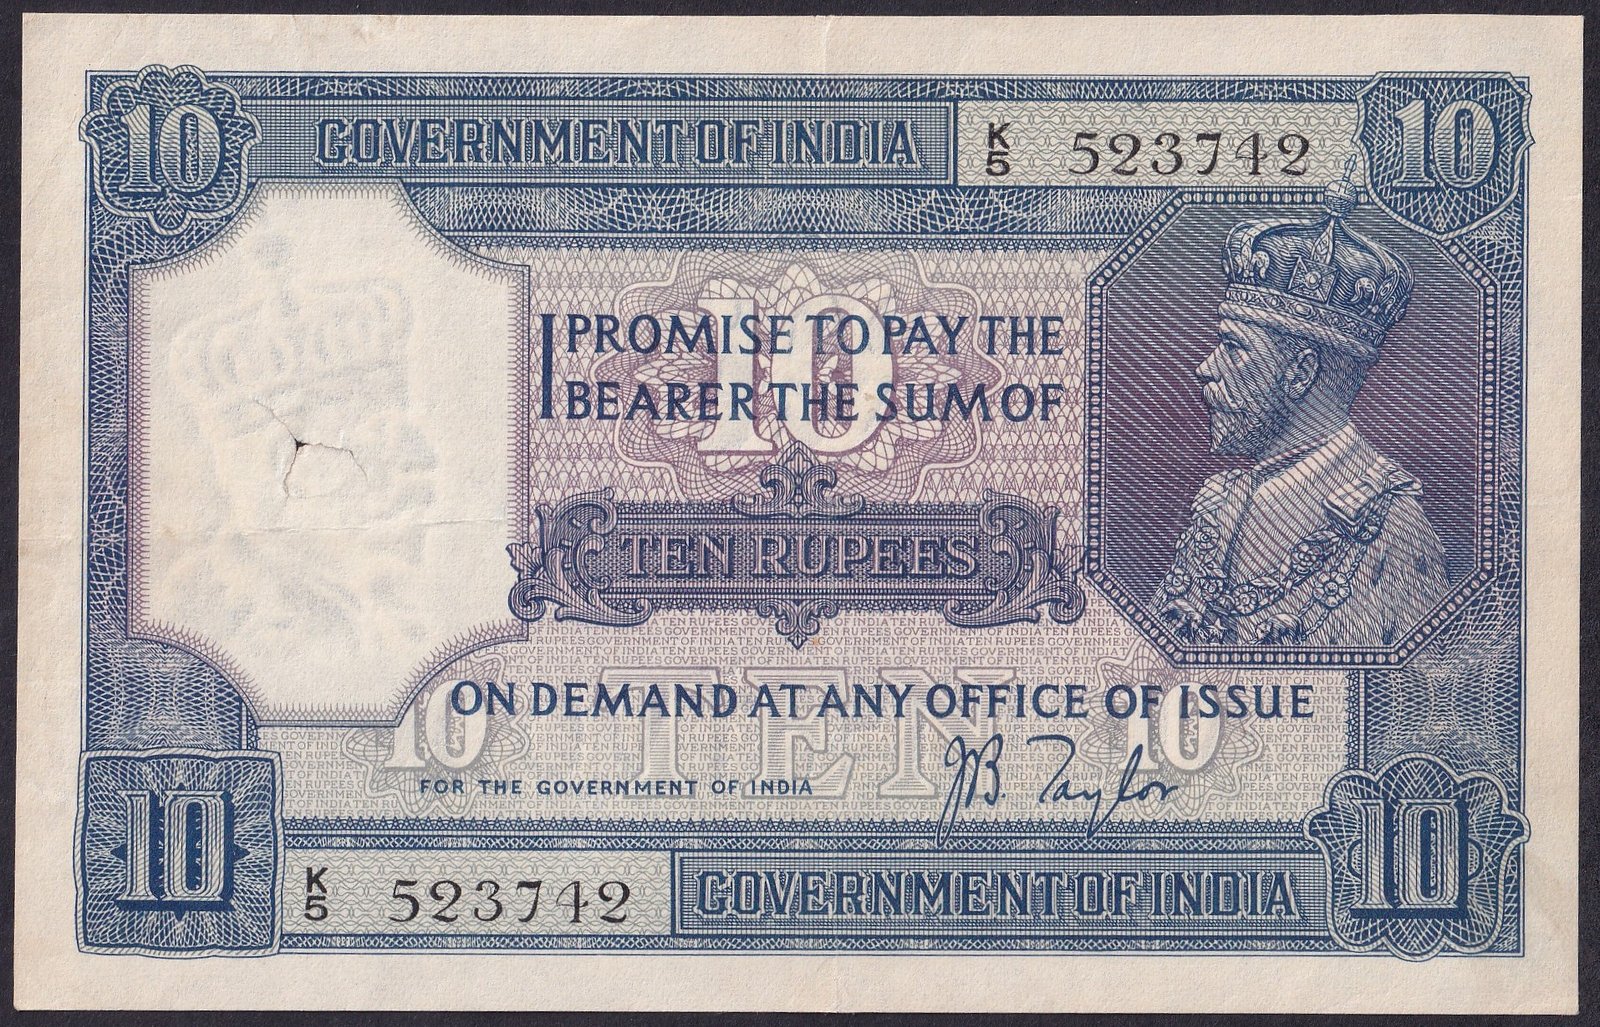 10
GOVERNMENT OF INDIA
K/5 523742
10
I PROMISE TO PAY THE
BEARER THE SUM OF
10
TEN RUPEES
ON DEMAND AT ANY OFFICE OF ISSUE
10 TEN 10
FOR THE GOVERNMENT OF INDIA
J B Taylor
10
K/5 523742
GOVERNMENT OF INDIA
10